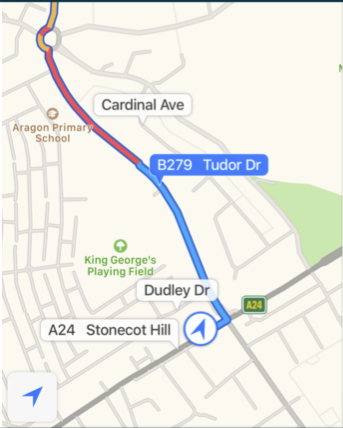 Cardinal Ave
Aragon Primary
School
B279 Tudor Dr
King George's
Playing Field
Dudley Dr
A24
A24 Stonecot Hill